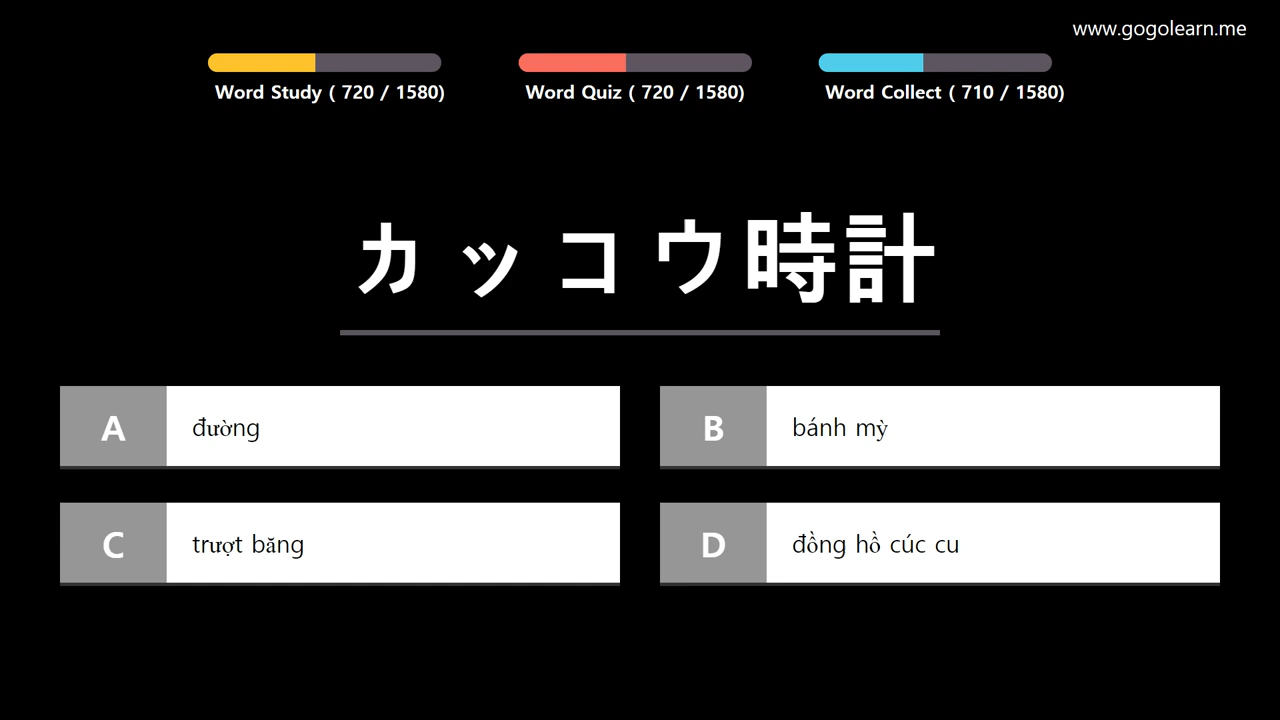 www.gogolearn.me
Word Study ( 720 / 1580)
Word Quiz ( 720 / 1580)
Word Collect ( 710 / 1580)
カッコウ時計
A
đường
B
bánh mỳ
C
trượt băng
D
đồng hồ cúc cu